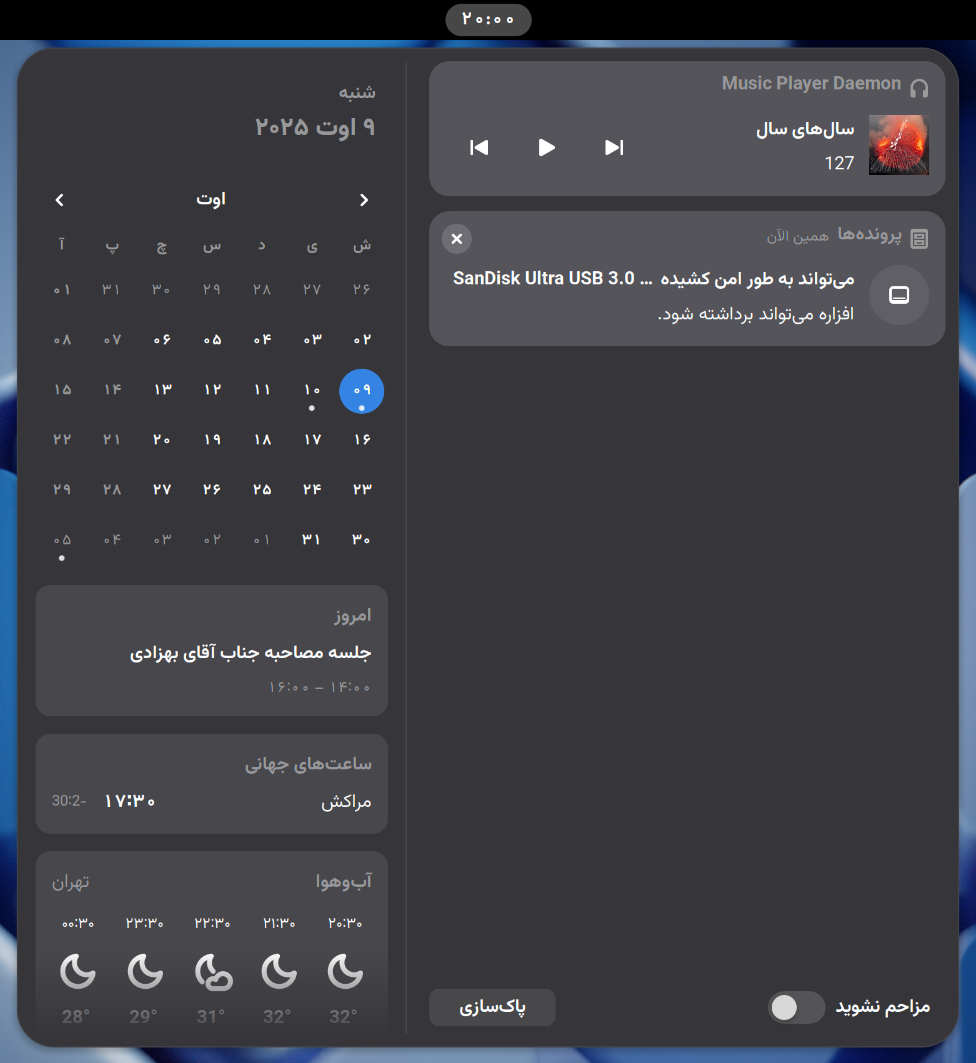 ۲۰:۰۰
Music Player Daemon
سال‌های سال
127
پرونده‌ها همین الآن
می‌تواند به طور امن کشیده … SanDisk Ultra USB 3.0
افزاره می‌تواند برداشته شود.
مزاحم نشوید
پاک‌سازی
شنبه
۹ اوت ۲۰۲۵
اوت
ش ی د س چ پ آ
۲۶ ۲۷ ۲۸ ۲۹ ۳۰ ۳۱ ۰۱
۰۲ ۰۳ ۰۴ ۰۵ ۰۶ ۰۷ ۰۸
۰۹ ۱۰ ۱۱ ۱۲ ۱۳ ۱۴ ۱۵
۱۶ ۱۷ ۱۸ ۱۹ ۲۰ ۲۱ ۲۲
۲۳ ۲۴ ۲۵ ۲۶ ۲۷ ۲۸ ۲۹
۳۰ ۳۱ ۰۱ ۰۲ ۰۳ ۰۴ ۰۵
امروز
جلسه مصاحبه جناب آقای بهزادی
۱۴:۰۰ – ۱۶:۰۰
ساعت‌های جهانی
مراکش ۱۷:۳۰ 30:2-
آب‌وهوا تهران
۲۰:۳۰ ۲۱:۳۰ ۲۲:۳۰ ۲۳:۳۰ ۰۰:۳۰
32° 32° 31° 29° 28°